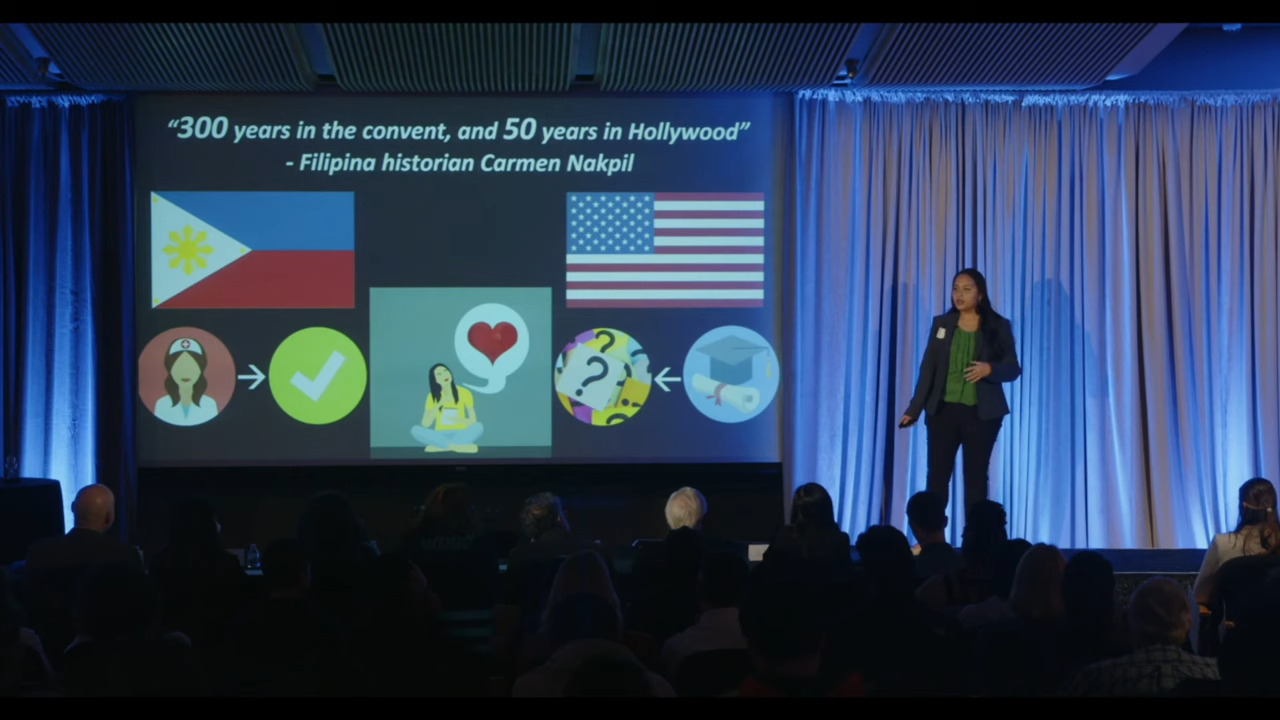 “300 years in the convent, and 50 years in Hollywood”
- Filipina historian Carmen Nakpil